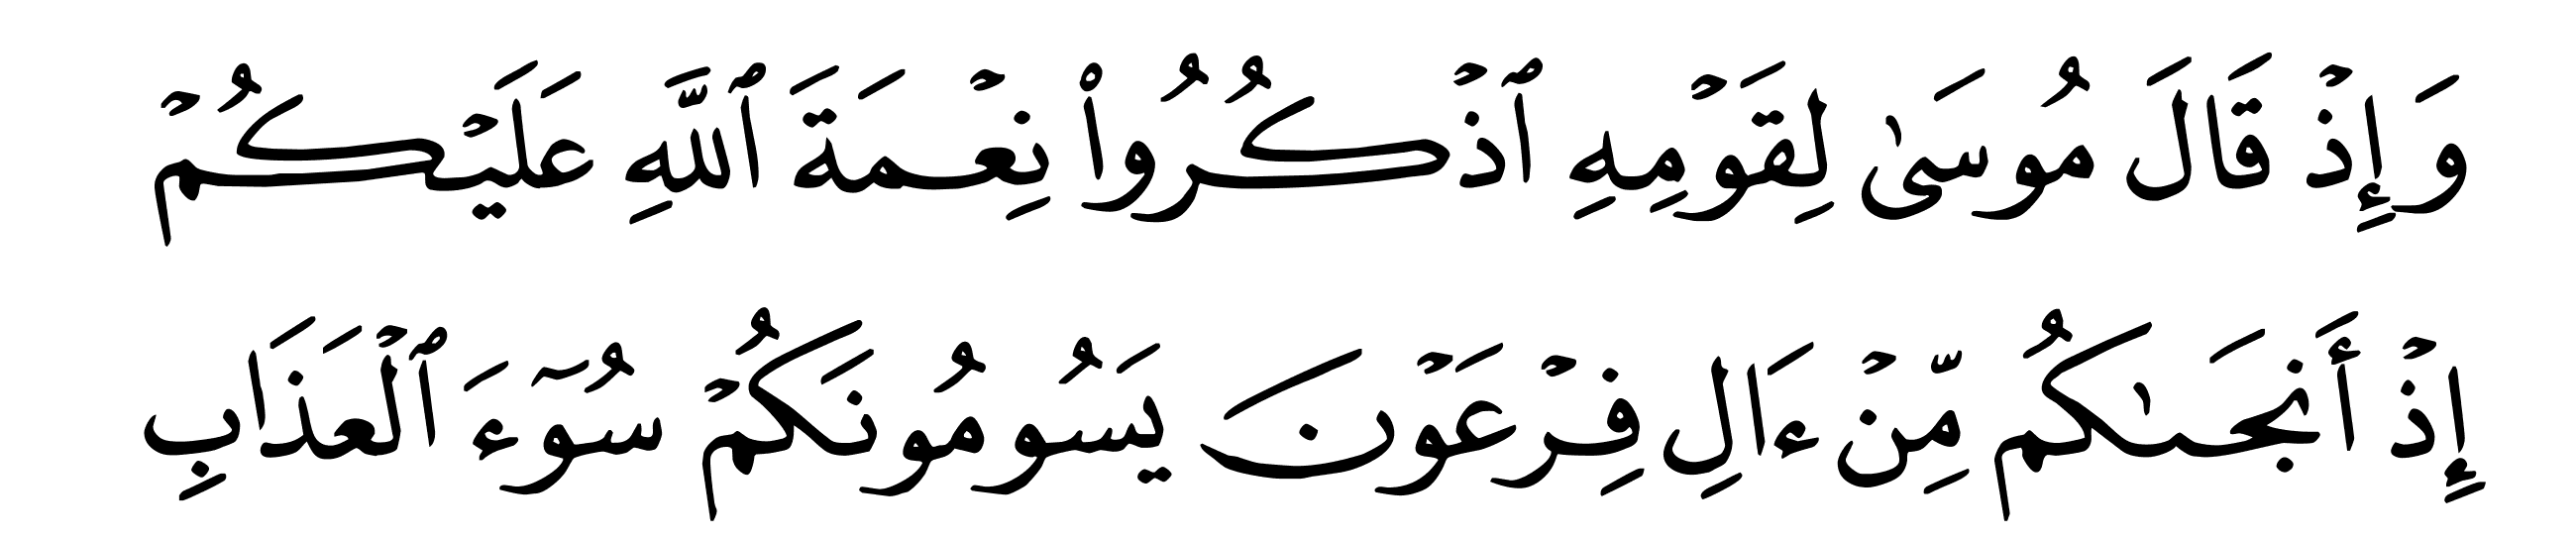 وَإِذْ قَالَ مُوسَىٰ لِقَوْمِهِ ٱذْكُرُوا۟ نِعْمَةَ ٱللَّهِ عَلَيْكُمْ
إِذْ أَنجَىٰكُم مِّنْ ءَالِ فِرْعَوْنَ يَسُومُونَكُمْ سُوٓءَ ٱلْعَذَابِ